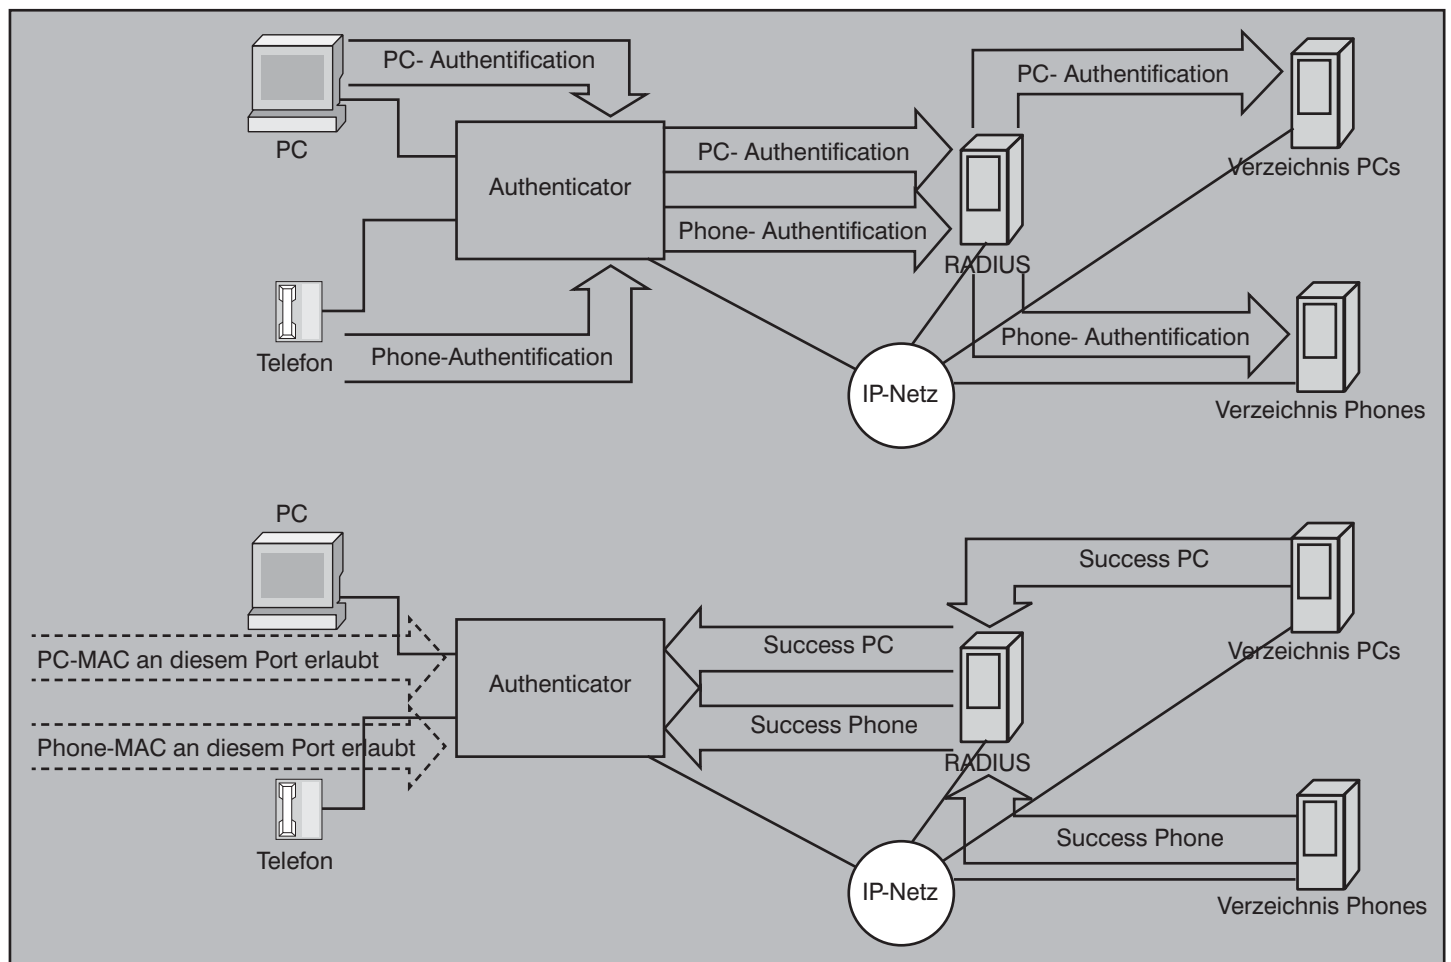 PC- Authentification
PC- Authentification
PC
PC- Authentification
Verzeichnis PCs
Authenticator
Phone- Authentification
RADIUS
Phone- Authentification
Telefon
Phone-Authentification
IP-Netz
Verzeichnis Phones
PC
Success PC
PC-MAC an diesem Port erlaubt
Success PC
Verzeichnis PCs
Authenticator
Success Phone
Phone-MAC an diesem Port erlaubt
RADIUS
Success Phone
Telefon
IP-Netz
Verzeichnis Phones